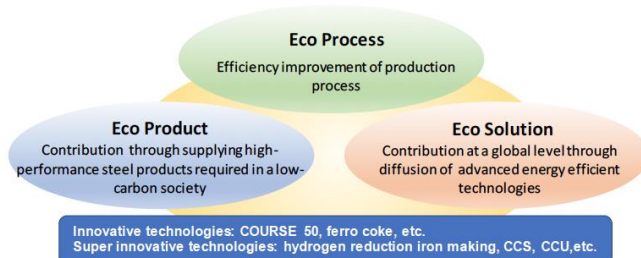 Eco Process
Efficiency improvement of production
process
Eco Product
Contribution through supplying high-
performance steel products required in a low-
carbon society
Eco Solution
Contribution at a global level through
diffusion of advanced energy efficient
technologies
Innovative technologies: COURSE 50, ferro coke, etc.
Super innovative technologies: hydrogen reduction iron making, CCS, CCU,etc.